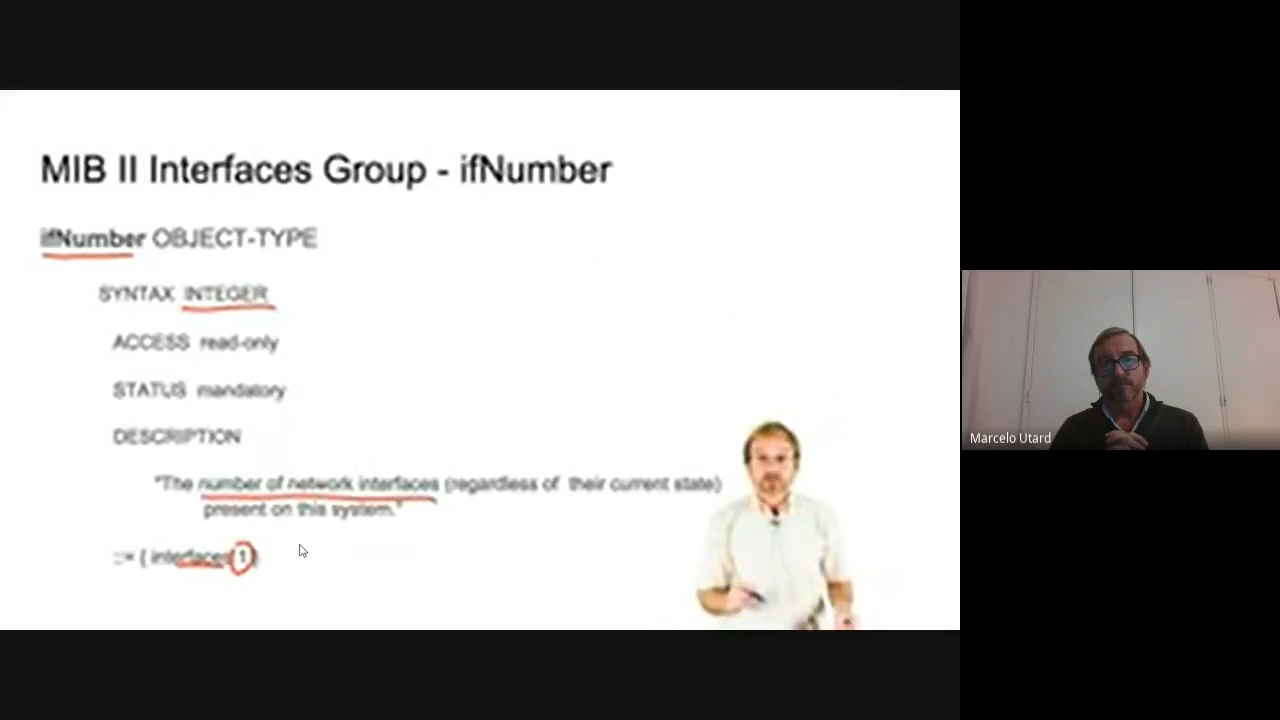 MIB II Interfaces Group - ifNumber
ifNumber OBJECT-TYPE
SYNTAX INTEGER
ACCESS read-only
STATUS mandatory
DESCRIPTION
"The number of network interfaces (regardless of their current state)
present on this system."
::= { interfaces 1 }
Marcelo Utard